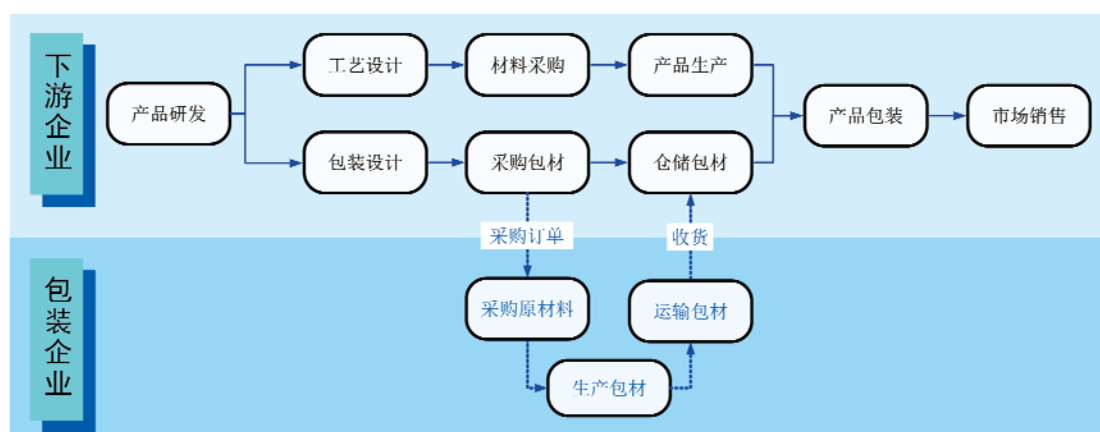 下游企业
产品研发
工艺设计
材料采购
产品生产
包装设计
采购包材
仓储包材
产品包装
市场销售
采购订单
收货
包装企业
采购原材料
运输包材
生产包材